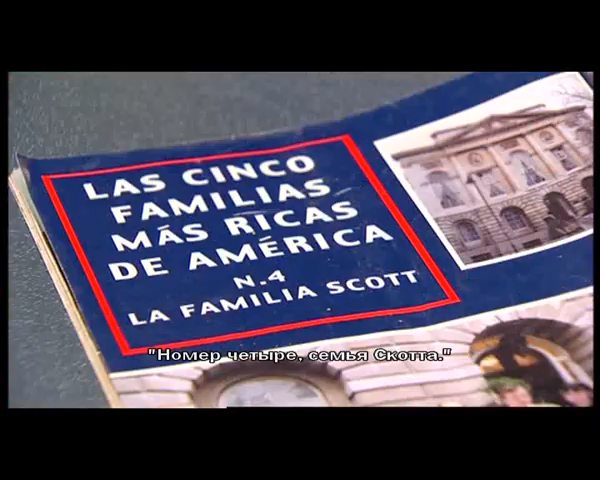 LAS CINCO
FAMILIAS
MÁS RICAS
DE AMÉRICA
N.4
LA FAMILIA SCOTT
"Номер четыре, семья Скотта."